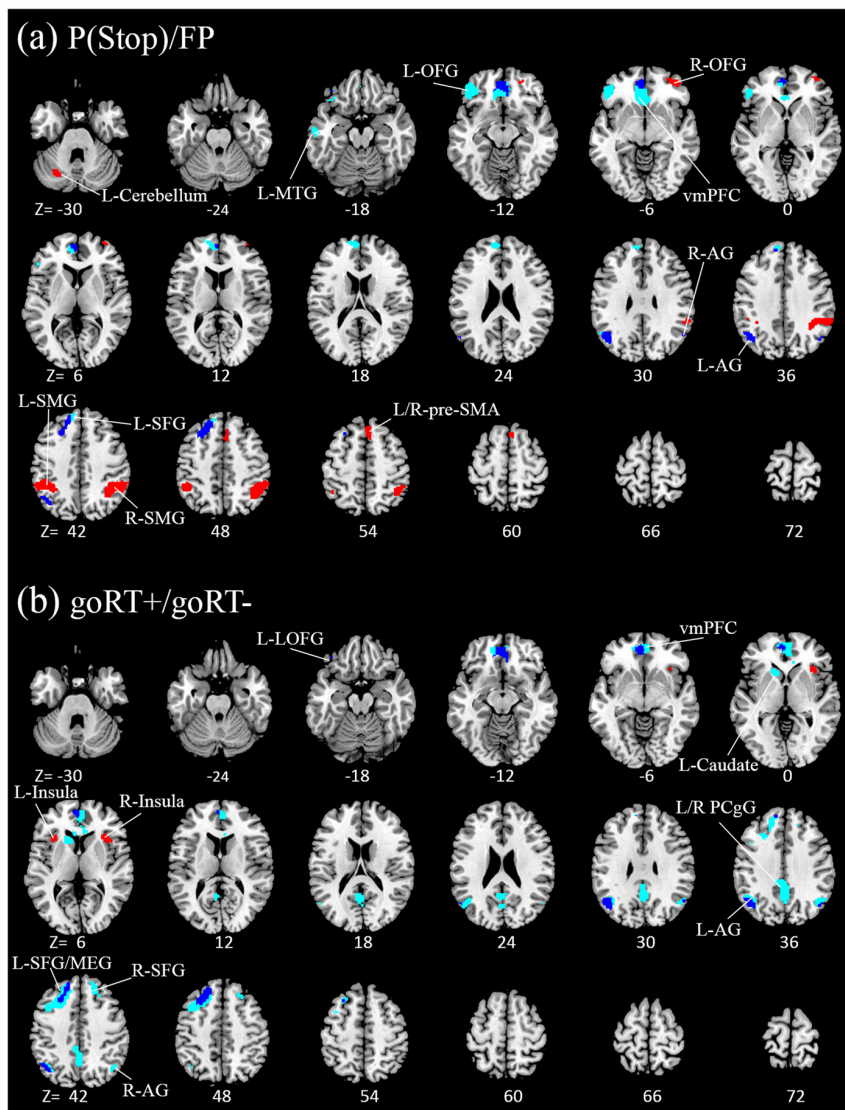 (a) P(Stop)/FP
L-OFG
R-OFG
L-Cerebellum
L-MTG
vmPFC
Z= -30 -24 -18 -12 -6 0
R-AG
L-AG
Z= 6 12 18 24 30 36
L-SMG
L-SFG
L/R-pre-SMA
R-SMG
Z= 42 48 54 60 66 72
(b) goRT+/goRT-
L-LOFG
vmPFC
L-Caudate
Z= -30 -24 -18 -12 -6 0
L-Insula
R-Insula
L/R PCgG
L-AG
Z= 6 12 18 24 30 36
L-SFG/MEG
R-SFG
R-AG
Z= 42 48 54 60 66 72